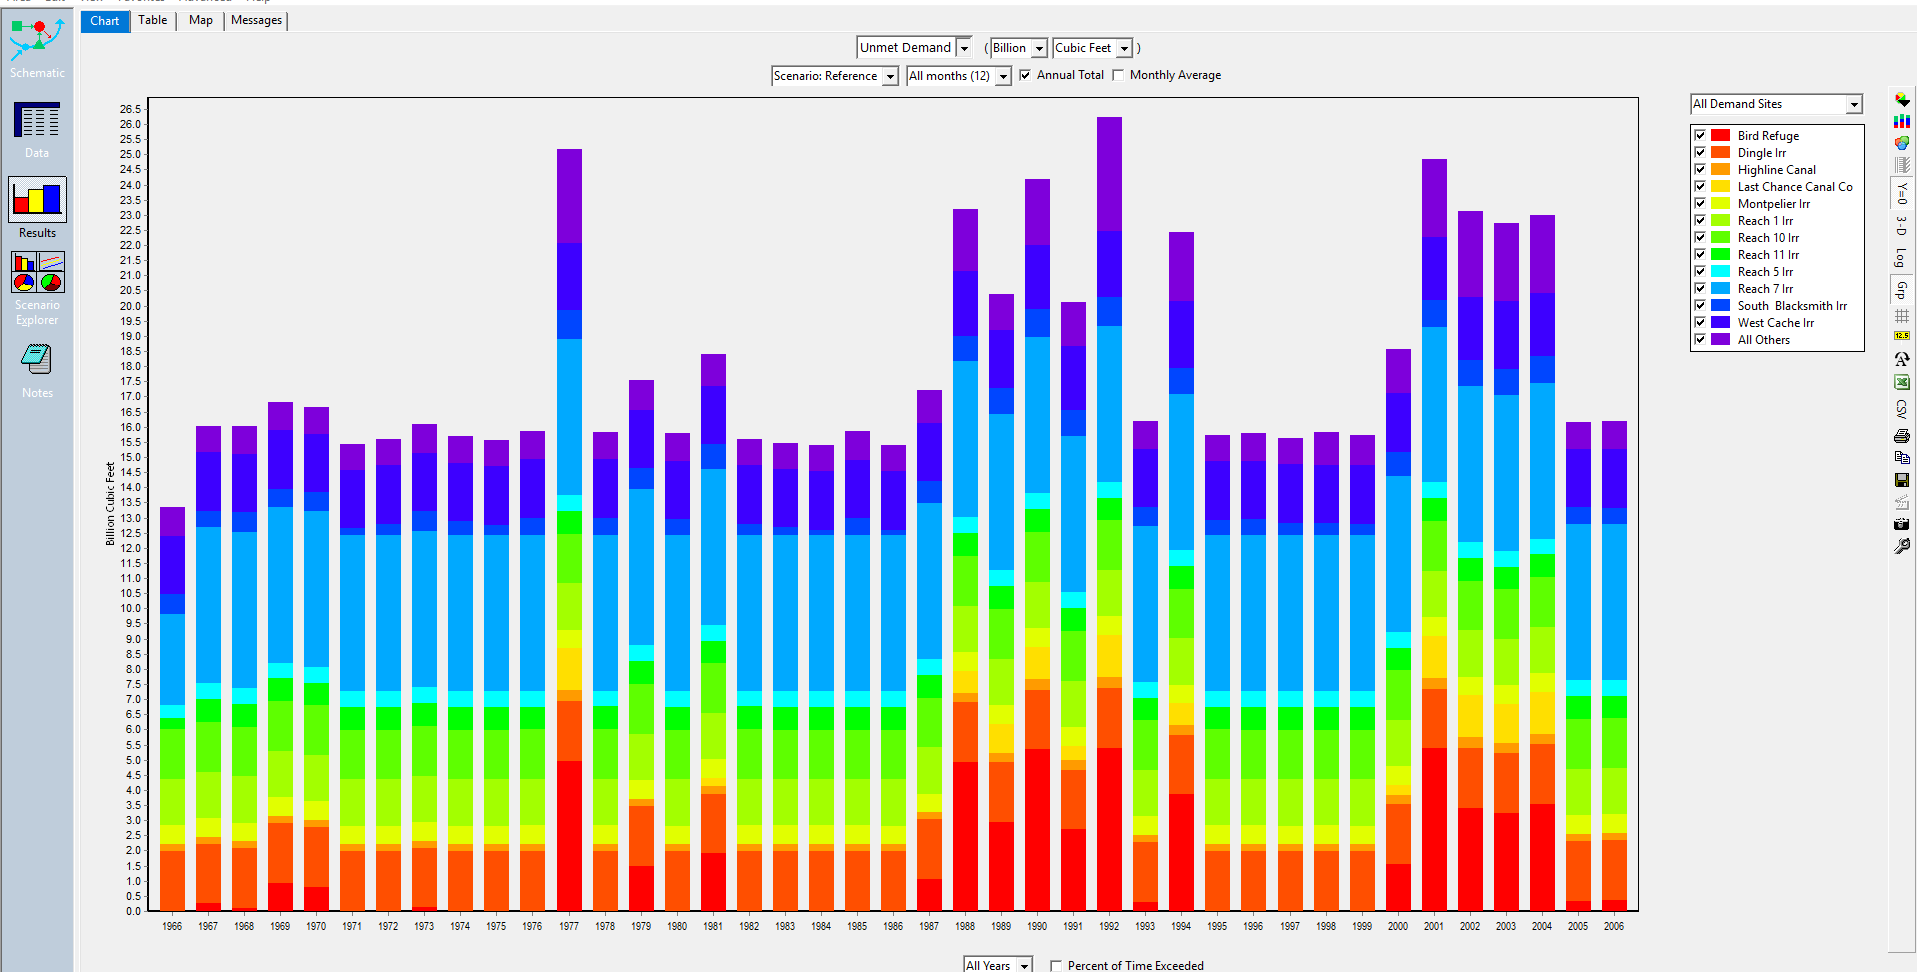 Chart Table Map Messages
Unmet Demand ( Billion Cubic Feet )
Scenario: Reference All months (12) Annual Total Monthly Average
Schematic
Data
Results
Scenario
Explorer
Notes
All Demand Sites
Bird Refuge
Dingle Irr
Highline Canal
Last Chance Canal Co
Montpelier Irr
Reach 1 Irr
Reach 10 Irr
Reach 11 Irr
Reach 5 Irr
Reach 7 Irr
South Blacksmith Irr
West Cache Irr
All Others
Y=0
3-D
Log
Grp
12.5
A
CSV
Billion Cubic Feet
26.5
26.0
25.5
25.0
24.5
24.0
23.5
23.0
22.5
22.0
21.5
21.0
20.5
20.0
19.5
19.0
18.5
18.0
17.5
17.0
16.5
16.0
15.5
15.0
14.5
14.0
13.5
13.0
12.5
12.0
11.5
11.0
10.5
10.0
9.5
9.0
8.5
8.0
7.5
7.0
6.5
6.0
5.5
5.0
4.5
4.0
3.5
3.0
2.5
2.0
1.5
1.0
0.5
0.0
1966 1967 1968 1969 1970 1971 1972 1973 1974 1975 1976 1977 1978 1979 1980 1981 1982 1983 1984 1985 1986 1987 1988 1989 1990 1991 1992 1993 1994 1995 1996 1997 1998 1999 2000 2001 2002 2003 2004 2005 2006
All Years Percent of Time Exceeded